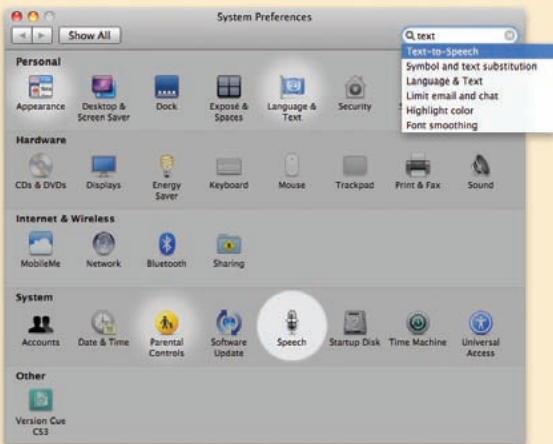 System Preferences
Show All
text
Text-to-Speech
Symbol and text substitution
Language & Text
Limit email and chat
Highlight color
Font smoothing
Personal
Appearance
Desktop &
Screen Saver
Dock
Exposé &
Spaces
Language &
Text
Security
S
Hardware
CDs & DVDs
Displays
Energy
Saver
Keyboard
Mouse
Trackpad
Print & Fax
Sound
Internet & Wireless
MobileMe
Network
Bluetooth
Sharing
System
Accounts
Date & Time
Parental
Controls
Software
Update
Speech
Startup Disk
Time Machine
Universal
Access
Other
Version Cue
CS3